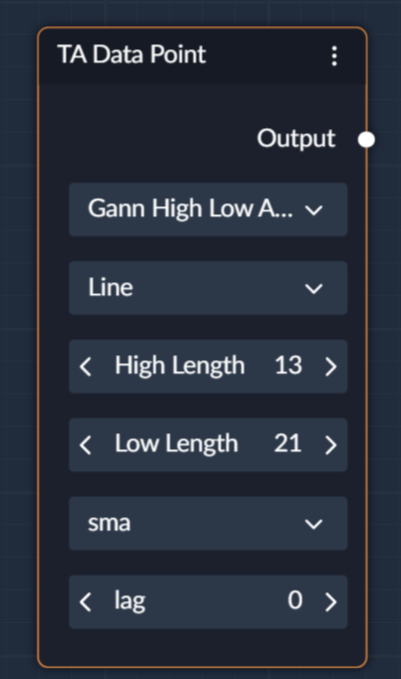 TA Data Point
Output
Gann High Low A...
Line
High Length 13
Low Length 21
sma
lag 0